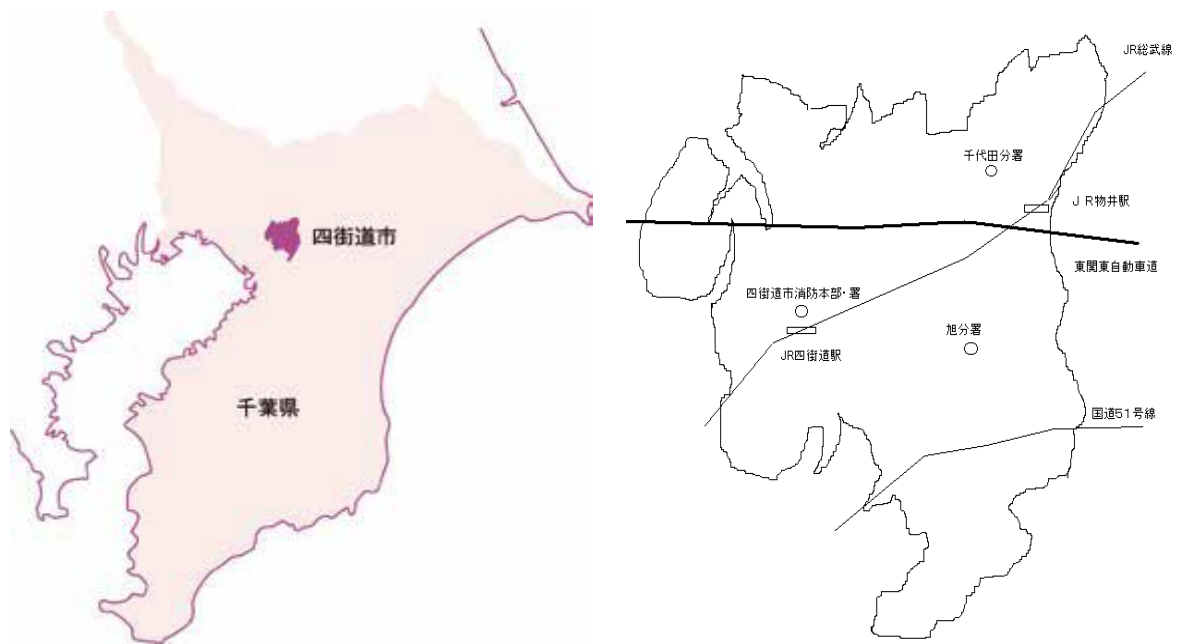 四街道市
千葉県
JR総武線
千代田分署
ＪＲ物井駅
東関東自動車道
四街道市消防本部・署
旭分署
JR四街道駅
国道51号線